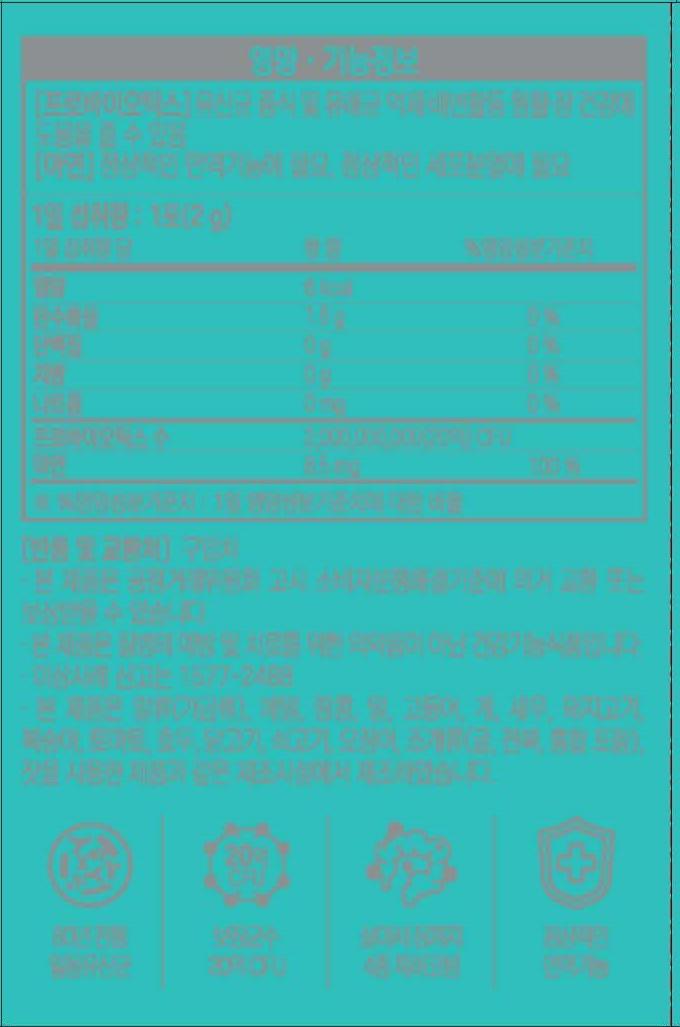 영양·기능정보
[프로바이오틱스] 유산균 증식 및 유해균 억제·배변활동 원활·장 건강에
도움을 줄 수 있음
[아연] 정상적인 면역기능에 필요, 정상적인 세포분열에 필요
1일 섭취량 : 1포(2 g)
1일 섭취량 당 함 량 %영양성분기준치
열량 6 kcal
탄수화물 1.5 g 0 %
단백질 0 g 0 %
지방 0 g 0 %
나트륨 0 mg 0 %
프로바이오틱스 수 2,000,000,000(20억) CFU
아연 8.5 mg 100 %
※ %영양성분기준치 : 1일 영양성분기준치에 대한 비율
[반품 및 교환처] 구입처
· 본 제품은 공정거래위원회 고시 소비자분쟁해결기준에 의거 교환 또는
보상받을 수 있습니다.
· 본 제품은 질병의 예방 및 치료를 위한 의약품이 아닌 건강기능식품입니다.
· 이상사례 신고는 1577-2488
· 본 제품은 알류(가금류), 메밀, 땅콩, 밀, 고등어, 게, 새우, 돼지고기,
복숭아, 토마토, 호두, 닭고기, 쇠고기, 오징어, 조개류(굴, 전복, 홍합 포함),
잣을 사용한 제품과 같은 제조시설에서 제조하였습니다.
20억
CFU
60년 전통
일동유산균
보장균수
20억 CFU
4중 특허코팅
정상적인
면역기능